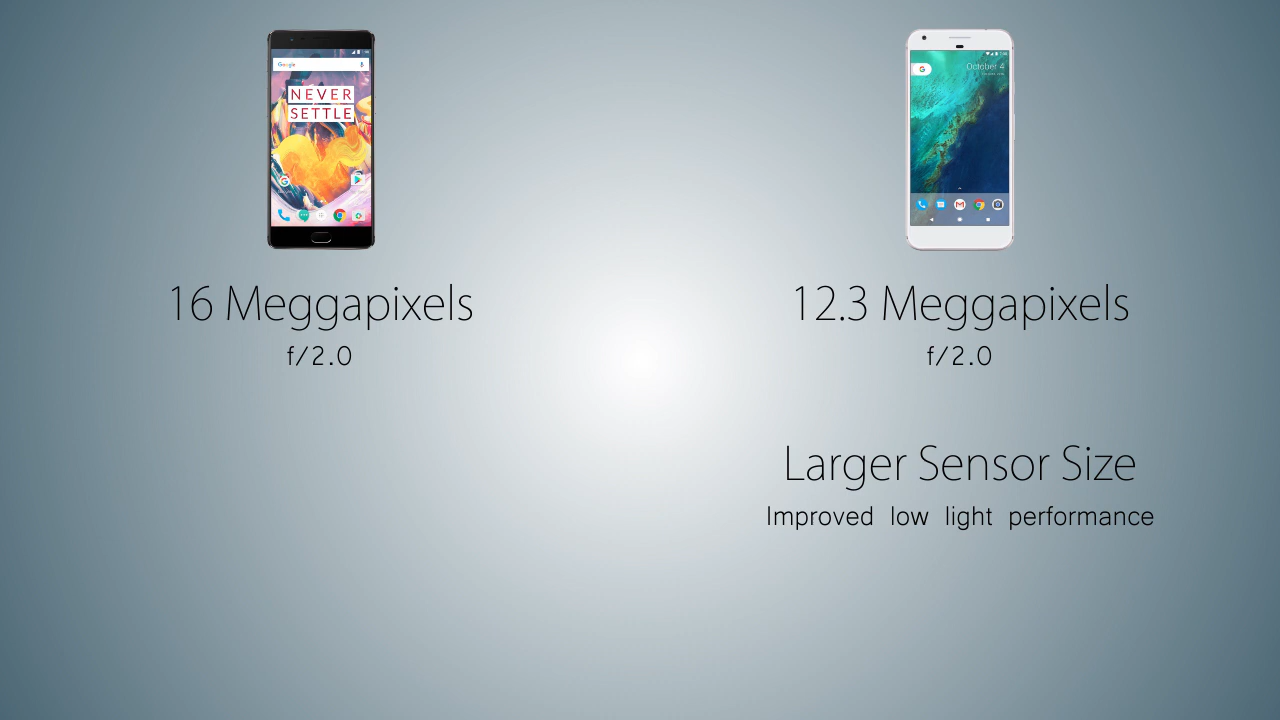 Google
NEVER
SETTLE
October 4
16 Meggapixels
f/2.0
12.3 Meggapixels
f/2.0
Larger Sensor Size
Improved low light performance